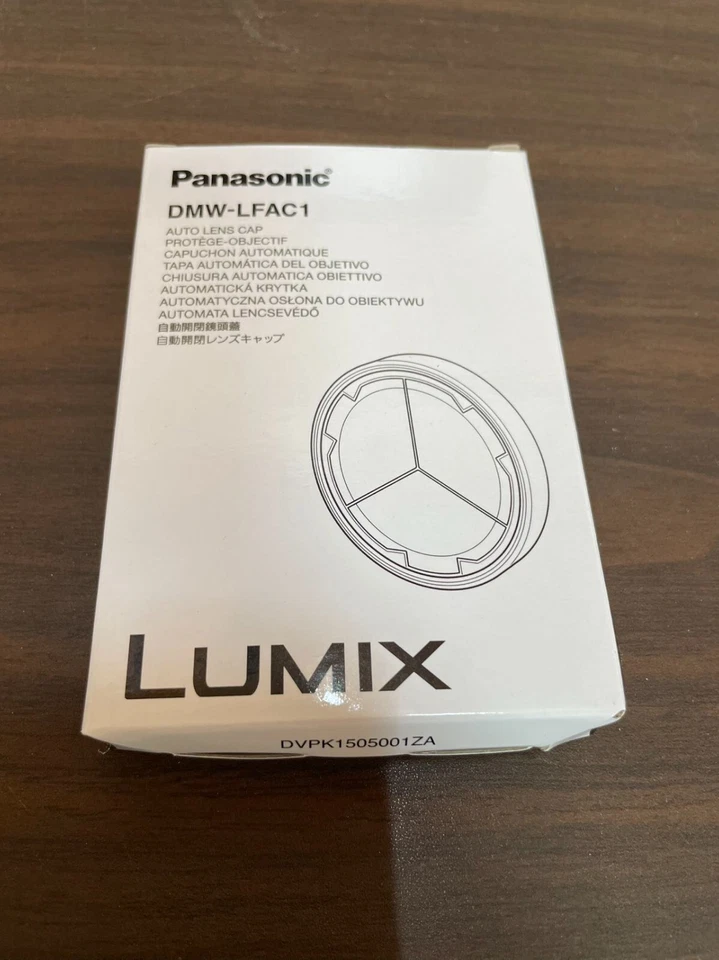 Panasonic®
DMW-LFAC1
AUTO LENS CAP
PROTÈGE-OBJECTIF
CAPUCHON AUTOMATIQUE
TAPA AUTOMÁTICA DEL OBJETIVO
CHIUSURA AUTOMATICA OBIETTIVO
AUTOMATICKÁ KRYTKA
AUTOMATYCZNA OSŁONA DO OBIEKTYWU
AUTOMATA LENCSEVÉDŐ
自動開閉鏡頭蓋
自動開閉レンズキャップ
LUMIX
DVPK1505001ZA